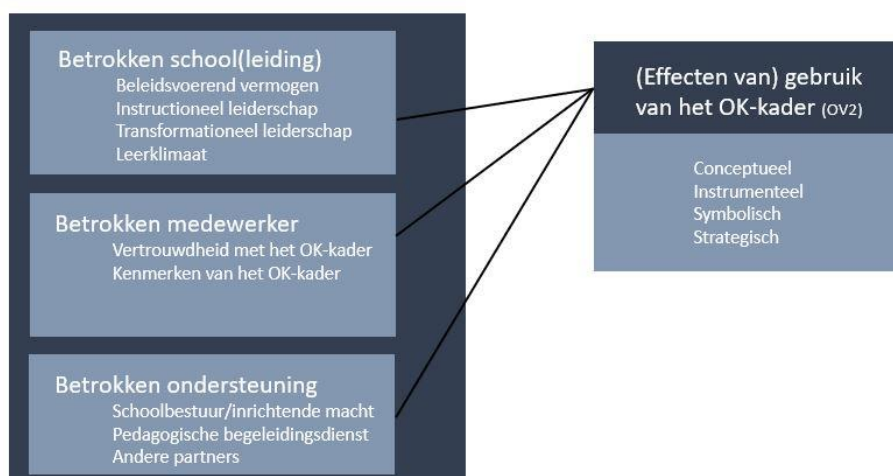 Betrokken school(leiding)
Beleidsvoerend vermogen
Instructioneel leiderschap
Transformationeel leiderschap
Leerklimaat
Betrokken medewerker
Vertrouwdheid met het OK-kader
Kenmerken van het OK-kader
Betrokken ondersteuning
Schoolbestuur/inrichtende macht
Pedagogische begeleidingsdienst
Andere partners
(Effecten van) gebruik
van het OK-kader (OV2)
Conceptueel
Instrumenteel
Symbolisch
Strategisch